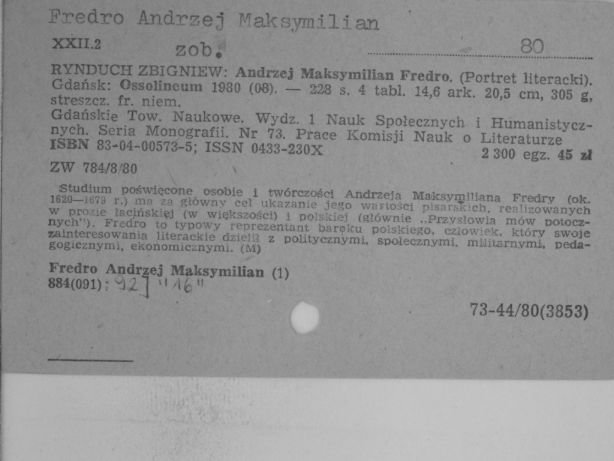 Fredro Andrzej Maksymilian
XXII.2 zob. 80
RYNDUCH ZBIGNIEW: Andrzej Maksymilian Fredro. (Portret literacki).
Gdańsk: Ossolineum 1980 (08). — 228 s. 4 tabl. 14,6 ark. 20,5 cm, 305 g,
streszcz. fr. niem.
Gdańskie Tow. Naukowe. Wydz. 1 Nauk Społecznych i Humanistycz-
nych. Seria Monografii. Nr 73. Prace Komisji Nauk o Literaturze
ISBN 83-04-00573-5; ISSN 0433-230X 2 300 egz. 45 zł
ZW 784/8/80
Studium poświęcone osobie i twórczości Andrzeja Maksymiliana Fredry (ok.
1620—1679 r.) ma za główny cel ukazanie jego wartości pisarskich, realizowanych
w prozie łacińskiej (w większości) i polskiej (głównie „Przysłowia mów potocz-
nych"). Fredro to typowy reprezentant baroku polskiego, człowiek, który swoje
zainteresowania literackie dzielił z politycznymi, społecznymi, militarnymi, peda-
gogicznymi, ekonomicznymi. (M)
Fredro Andrzej Maksymilian (1)
884(091):92] "16"
73-44/80(3853)